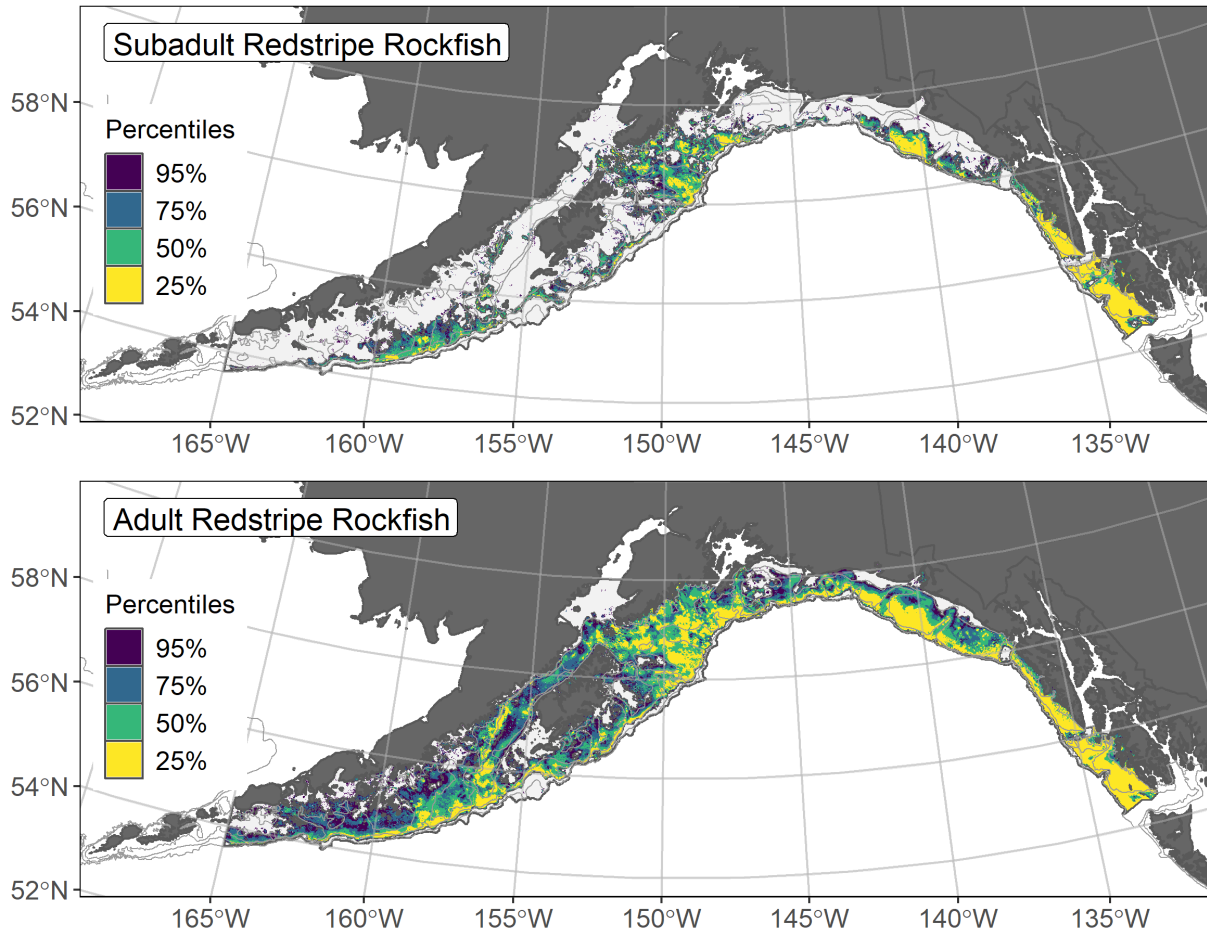 Subadult Redstripe Rockfish
58°N
56°N
54°N
52°N
Percentiles
95%
75%
50%
25%
165°W 160°W 155°W 150°W 145°W 140°W 135°W
Adult Redstripe Rockfish
58°N
56°N
54°N
52°N
Percentiles
95%
75%
50%
25%
165°W 160°W 155°W 150°W 145°W 140°W 135°W